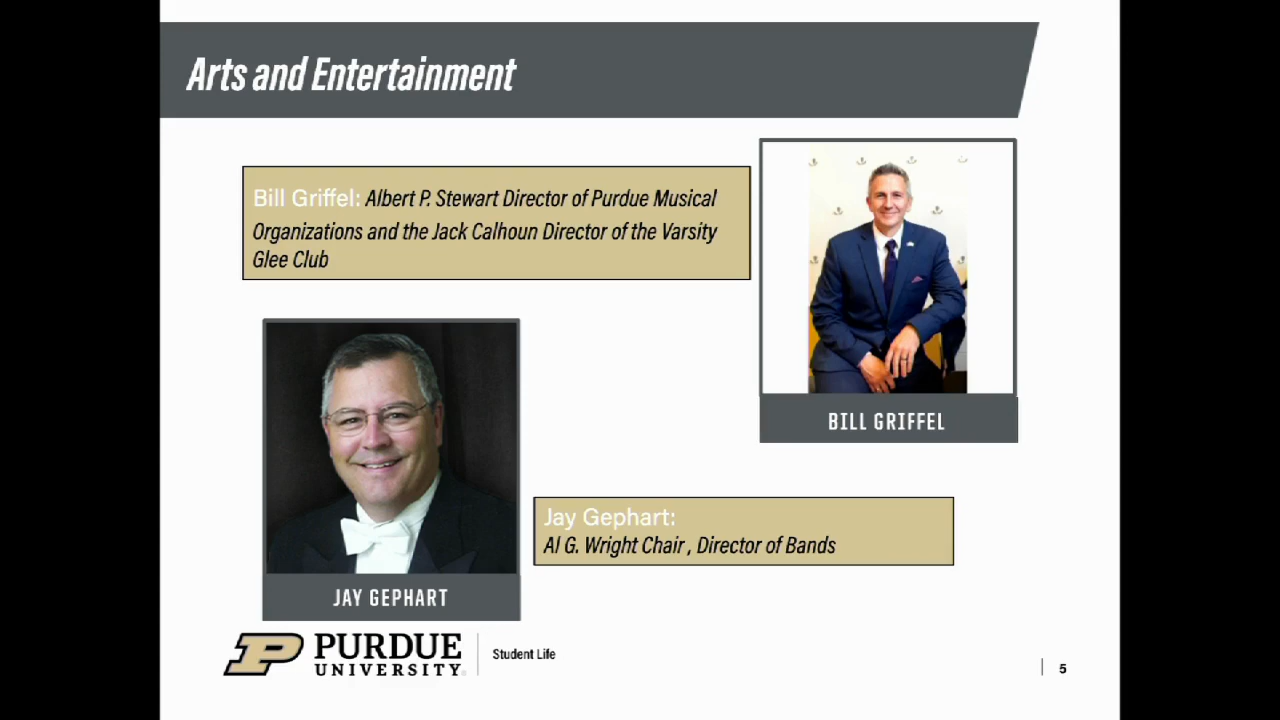 Arts and Entertainment
Bill Griffel: Albert P. Stewart Director of Purdue Musical
Organizations and the Jack Calhoun Director of the Varsity
Glee Club
BILL GRIFFEL
Jay Gephart:
Al G. Wright Chair , Director of Bands
JAY GEPHART
P PURDUE
UNIVERSITY®
Student Life
5